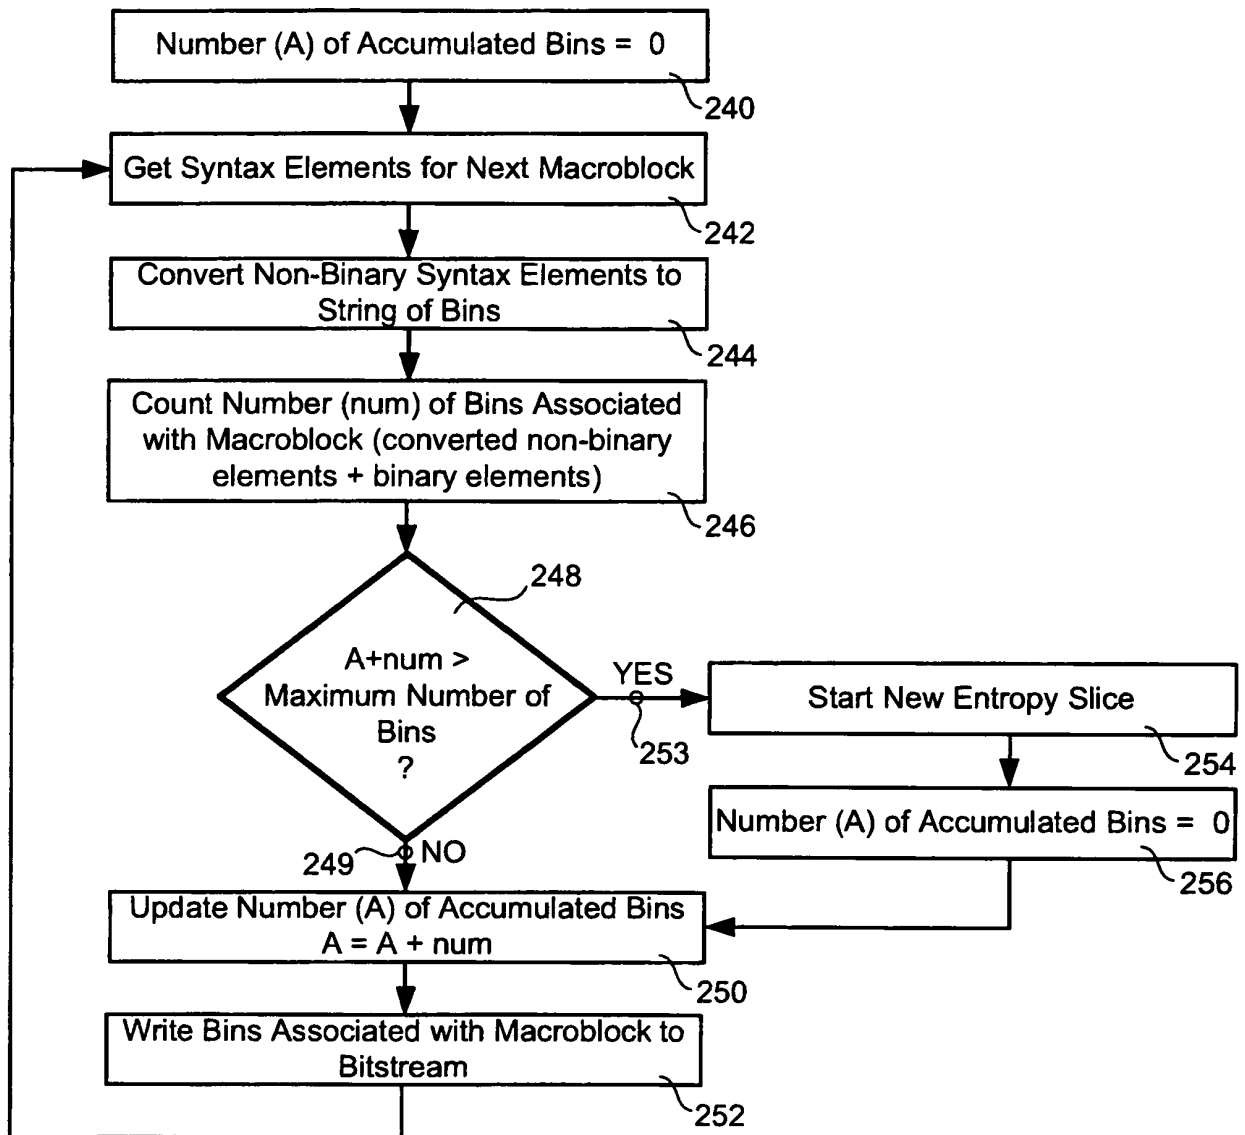 Number (A) of Accumulated Bins = 0
240
Get Syntax Elements for Next Macroblock
242
Convert Non-Binary Syntax Elements to
String of Bins
244
Count Number (num) of Bins Associated
with Macroblock (converted non-binary
elements + binary elements)
246
248
A+num >
Maximum Number of
Bins
?
YES
253
Start New Entropy Slice
254
Number (A) of Accumulated Bins = 0
256
249
NO
Update Number (A) of Accumulated Bins
A = A + num
250
Write Bins Associated with Macroblock to
Bitstream
252